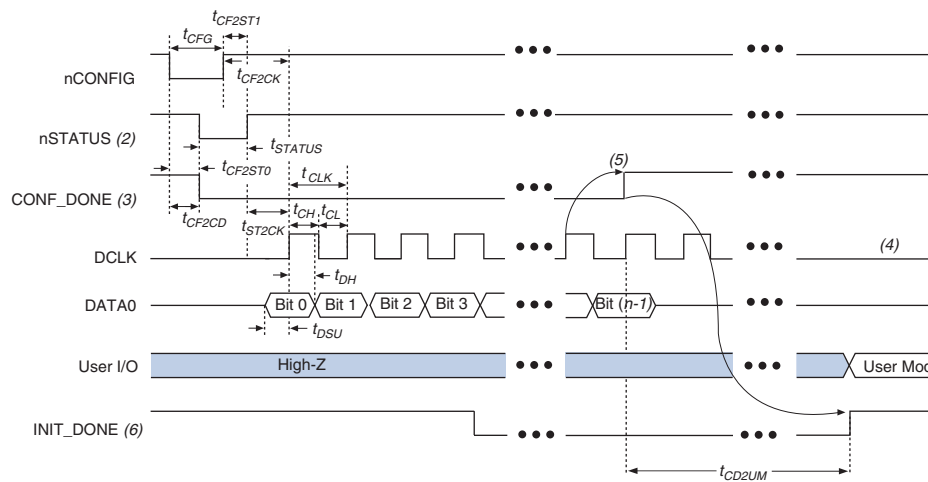 tCF2ST1
tCFG
tCF2CK
nCONFIG
nSTATUS (2)
tSTATUS
tCF2ST0
tCLK
(5)
CONF_DONE (3)
tCF2CD
tST2CK
tCH
tCL
DCLK
(4)
tDH
DATA0
Bit 0
Bit 1
Bit 2
Bit 3
Bit (n-1)
tDSU
User I/O
High-Z
User Mod
INIT_DONE (6)
tCD2UM